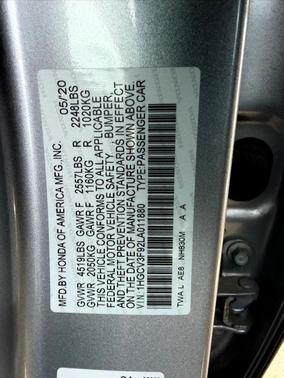 MFD. BY HONDA OF AMERICA MFG., INC. 05/20
GVWR 4519LBS GAWR F 2557LBS R 2248LBS
GVWR 2050KG GAWR F 1160KG R 1020KG
THIS VEHICLE CONFORMS TO ALL APPLICABLE
FEDERAL MOTOR VEHICLE SAFETY, BUMPER,
AND THEFT PREVENTION STANDARDS IN EFFECT
ON THE DATE OF MANUFACTURE SHOWN ABOVE.
V.I.N.:1HGCV3F92LA011880 TYPE:PASSENGER CAR
TWA L AE8 NH830M A A